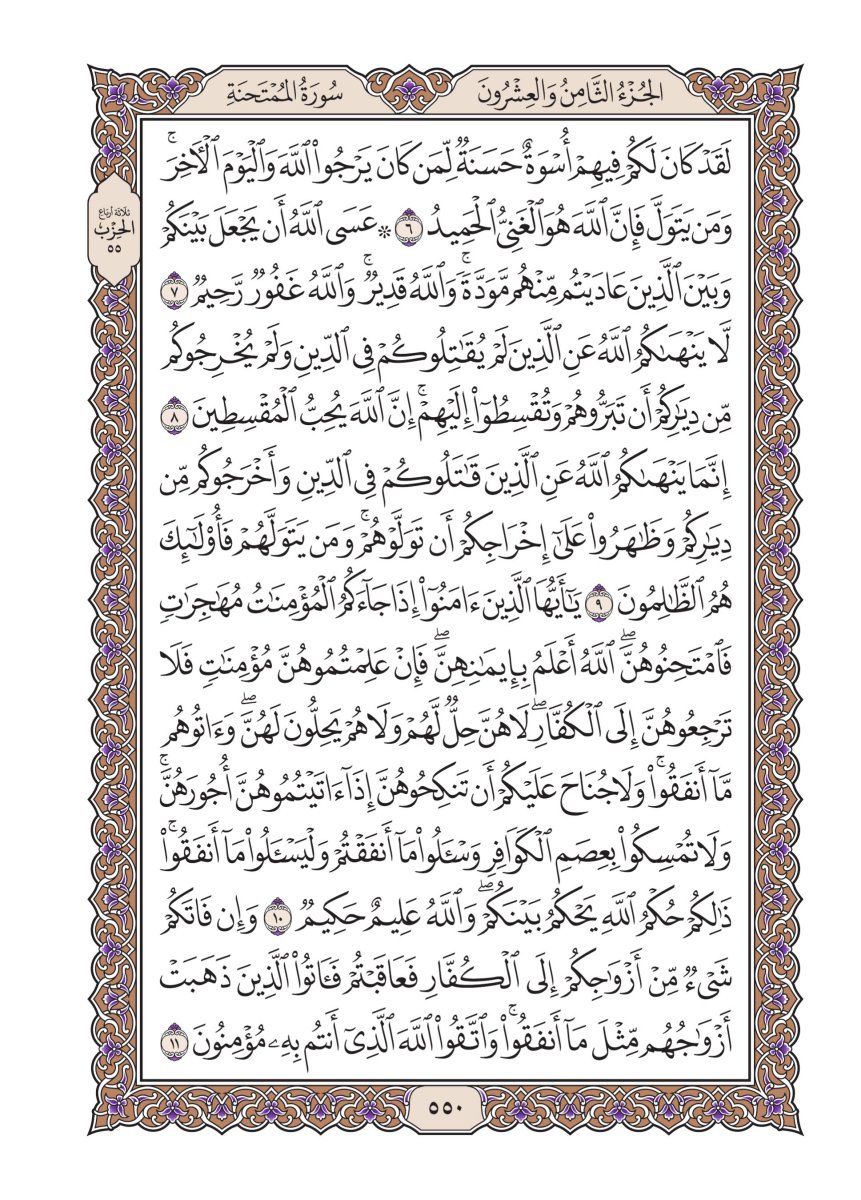 الجُزْءُ الثَّامِنُ وَالعِشْرُونَ
سُورَةُ المُمْتَحنَةِ
لَقَدْ كَانَ لَكُمْ فِيهِمْ أُسْوَةٌ حَسَنَةٌ لِّمَن كَانَ يَرْجُوا۟ ٱللَّهَ وَٱلْيَوْمَ ٱلْـَٔاخِرَۚ
وَمَن يَتَوَلَّ فَإِنَّ ٱللَّهَ هُوَ ٱلْغَنِىُّ ٱلْحَمِيدُ ٦ ۞ عَسَى ٱللَّهُ أَن يَجْعَلَ بَيْنَكُمْ
وَبَيْنَ ٱلَّذِينَ عَادَيْتُم مِّنْهُم مَّوَدَّةًۚ وَٱللَّهُ قَدِيرٌۚ وَٱللَّهُ غَفُورٌ رَّحِيمٌ ٧
لَّا يَنْهَىٰكُمُ ٱللَّهُ عَنِ ٱلَّذِينَ لَمْ يُقَٰتِلُوكُمْ فِى ٱلدِّينِ وَلَمْ يُخْرِجُوكُم
مِّن دِيَٰرِكُمْ أَن تَبَرُّوهُمْ وَتُقْسِطُوٓا۟ إِلَيْهِمْۚ إِنَّ ٱللَّهَ يُحِبُّ ٱلْمُقْسِطِينَ ٨
إِنَّمَا يَنْهَىٰكُمُ ٱللَّهُ عَنِ ٱلَّذِينَ قَٰتَلُوكُمْ فِى ٱلدِّينِ وَأَخْرَجُوكُم مِّن
دِيَٰرِكُمْ وَظَٰهَرُوا۟ عَلَىٰٓ إِخْرَاجِكُمْ أَن تَوَلَّوْهُمْۚ وَمَن يَتَوَلَّهُمْ فَأُو۟لَٰٓئِكَ
هُمُ ٱلظَّٰلِمُونَ ٩ يَٰٓأَيُّهَا ٱلَّذِينَ ءَامَنُوٓا۟ إِذَا جَآءَكُمُ ٱلْمُؤْمِنَٰتُ مُهَٰجِرَٰتٍ
فَٱمْتَحِنُوهُنَّۖ ٱللَّهُ أَعْلَمُ بِإِيمَٰنِهِنَّۖ فَإِنْ عَلِمْتُمُوهُنَّ مُؤْمِنَٰتٍ فَلَا
تَرْجِعُوهُنَّ إِلَى ٱلْكُفَّارِۖ لَا هُنَّ حِلٌّ لَّهُمْ وَلَا هُمْ يَحِلُّونَ لَهُنَّۖ وَءَاتُوهُم
مَّآ أَنفَقُوا۟ۚ وَلَا جُنَاحَ عَلَيْكُمْ أَن تَنكِحُوهُنَّ إِذَآ ءَاتَيْتُمُوهُنَّ أُجُورَهُنَّۚ
وَلَا تُمْسِكُوا۟ بِعِصَمِ ٱلْكَوَافِرِ وَسْـَٔلُوا۟ مَآ أَنفَقْتُمْ وَلْيَسْـَٔلُوا۟ مَآ أَنفَقُوا۟ۚ
ذَٰلِكُمْ حُكْمُ ٱللَّهِ يَحْكُمُ بَيْنَكُمْۖ وَٱللَّهُ عَلِيمٌ حَكِيمٌ ١٠ وَإِن فَاتَكُمْ
شَىْءٌ مِّنْ أَزْوَٰجِكُمْ إِلَى ٱلْكُفَّارِ فَعَاقَبْتُمْ فَـَٔاتُوا۟ ٱلَّذِينَ ذَهَبَتْ
أَزْوَٰجُهُم مِّثْلَ مَآ أَنفَقُوا۟ۚ وَٱتَّقُوا۟ ٱللَّهَ ٱلَّذِىٓ أَنتُم بِهِۦ مُؤْمِنُونَ ١١
ثلاثة أرباع
الحِزْب
٥٥
٥٥٠